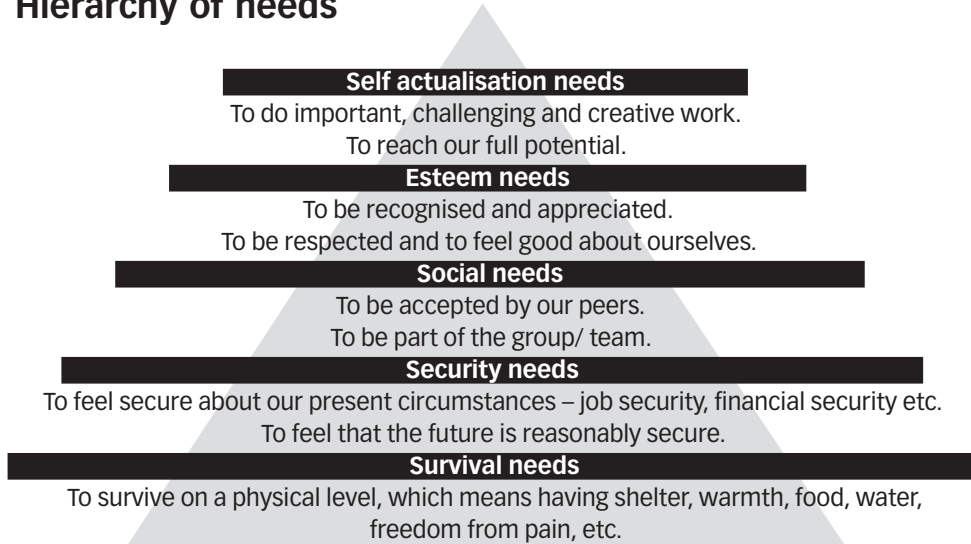 Hierarchy of needs
Self actualisation needs
To do important, challenging and creative work.
To reach our full potential.
Esteem needs
To be recognised and appreciated.
To be respected and to feel good about ourselves.
Social needs
To be accepted by our peers.
To be part of the group/ team.
Security needs
To feel secure about our present circumstances – job security, financial security etc.
To feel that the future is reasonably secure.
Survival needs
To survive on a physical level, which means having shelter, warmth, food, water,
freedom from pain, etc.